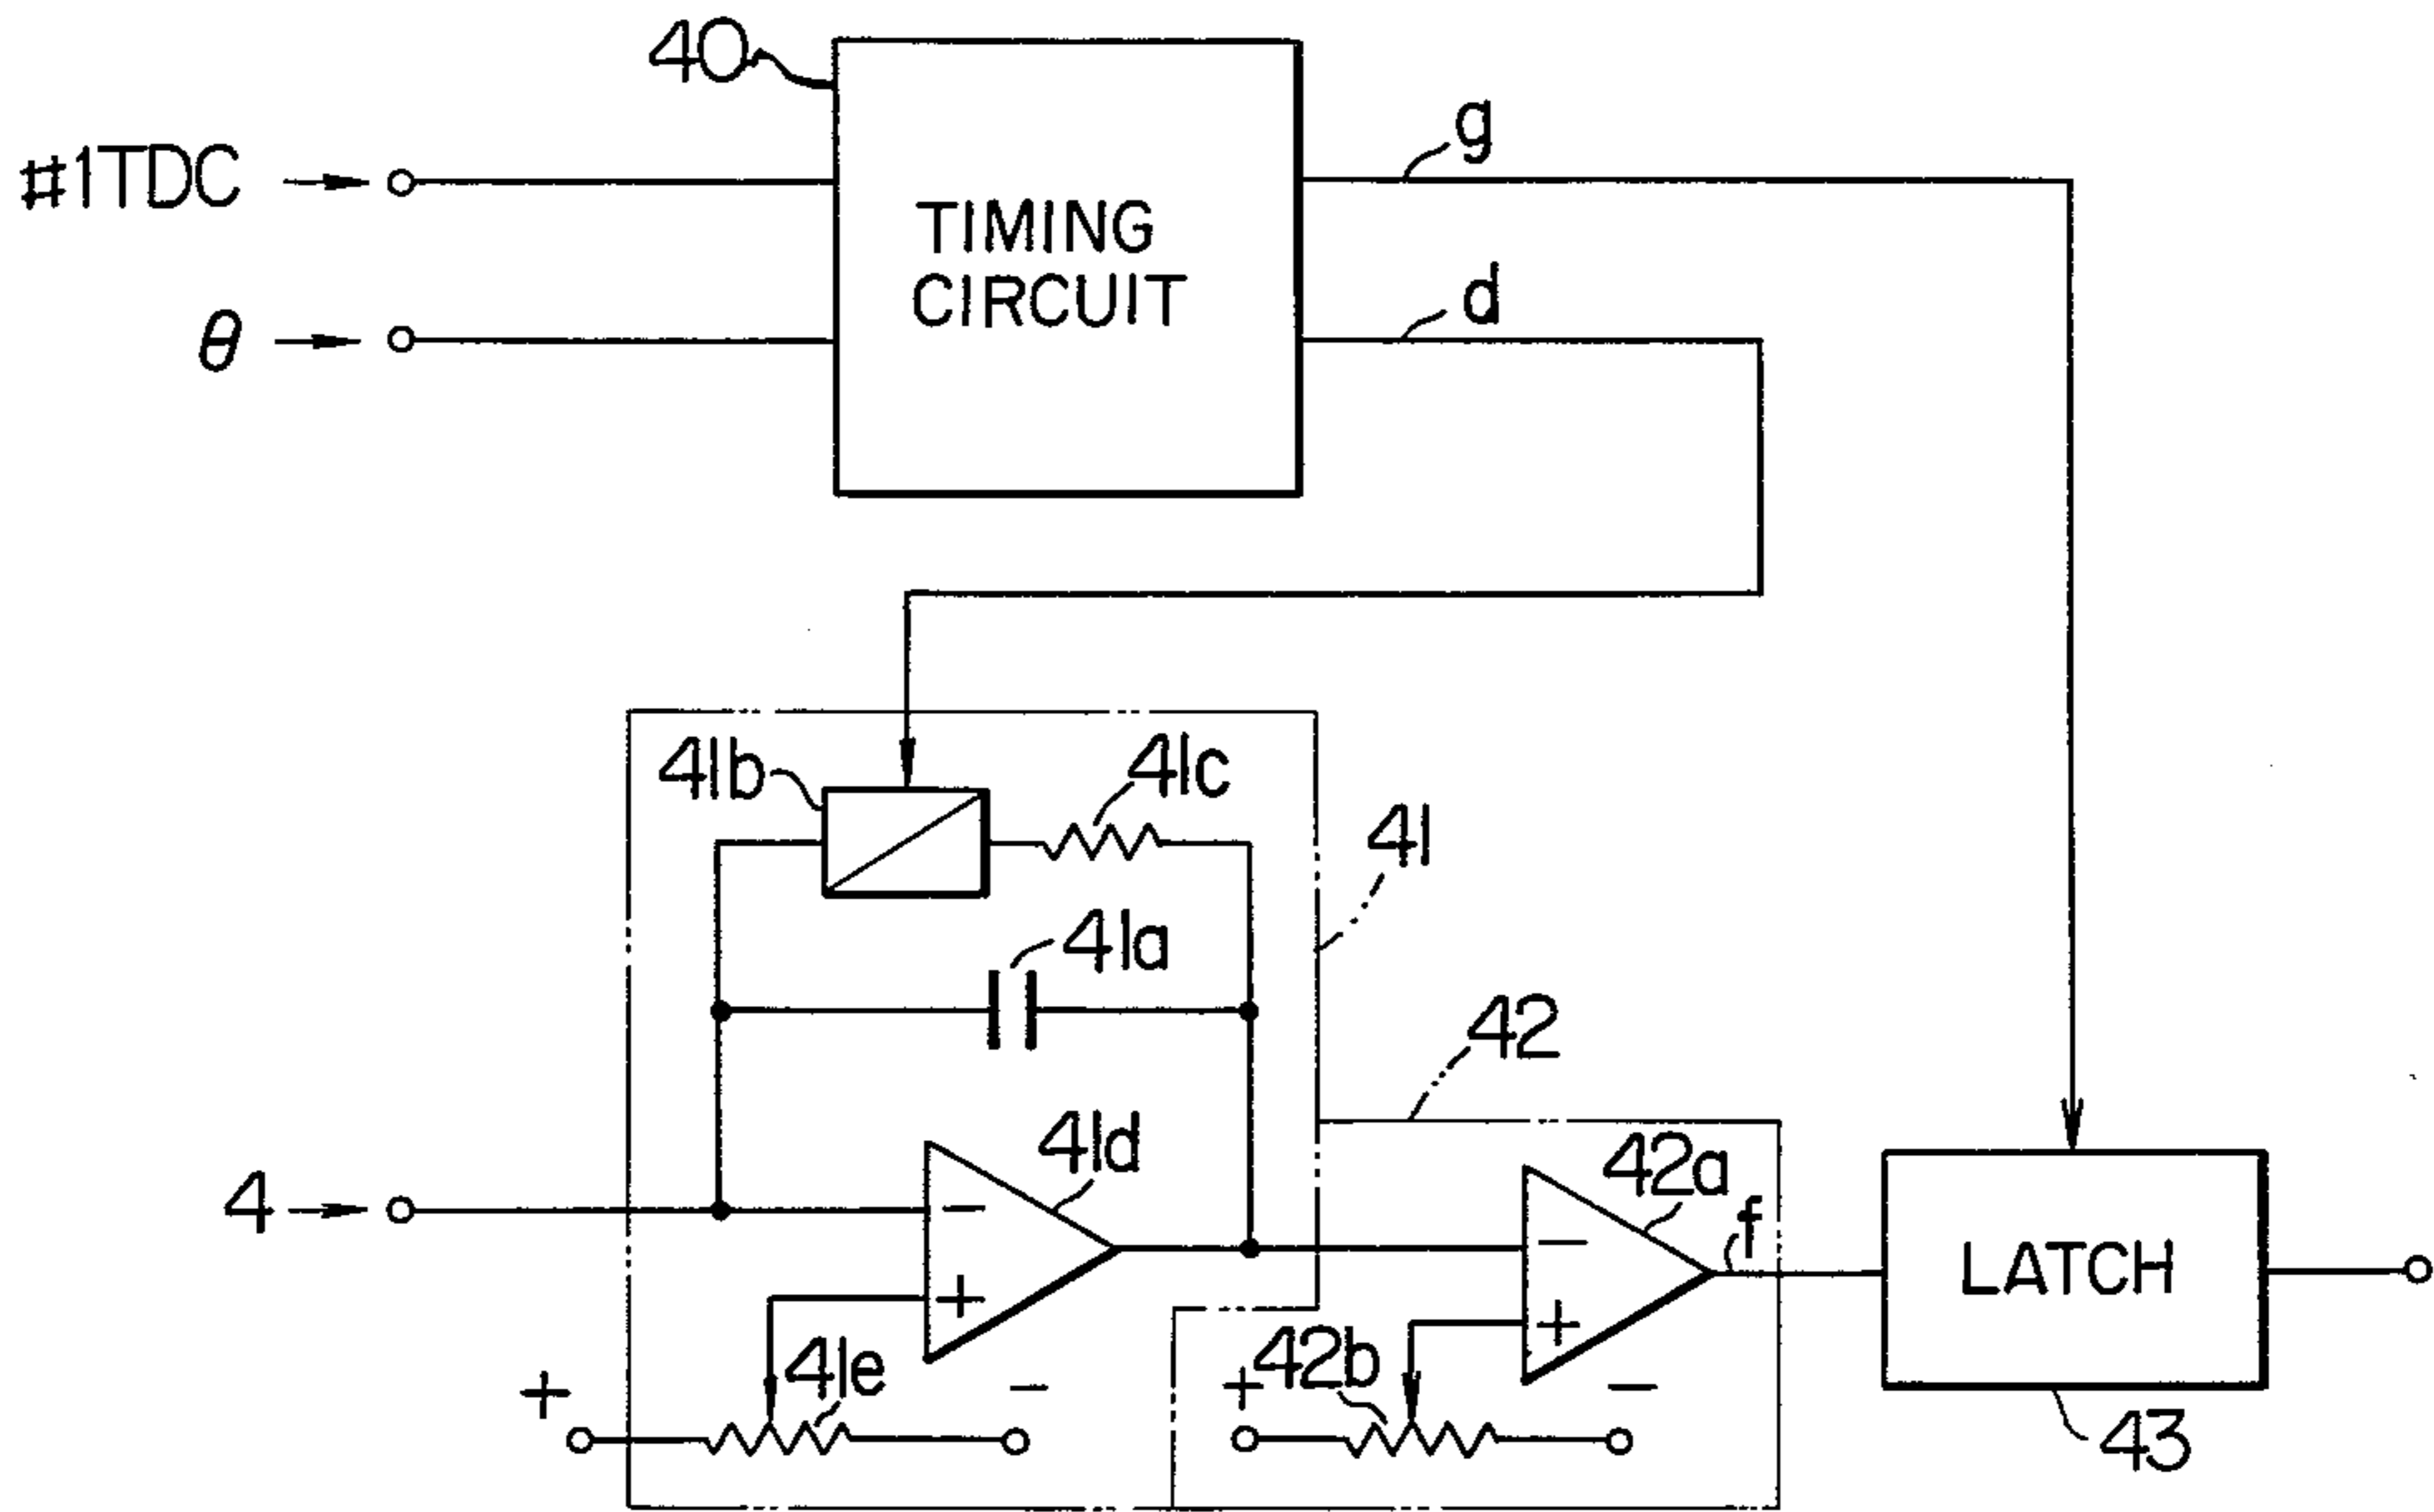 40
#1TDC
θ
TIMING
CIRCUIT
g
d
41b
41c
41
41a
42
41d
42a
4
f
LATCH
−
+
−
+
41e
42b
+
−
+
−
43